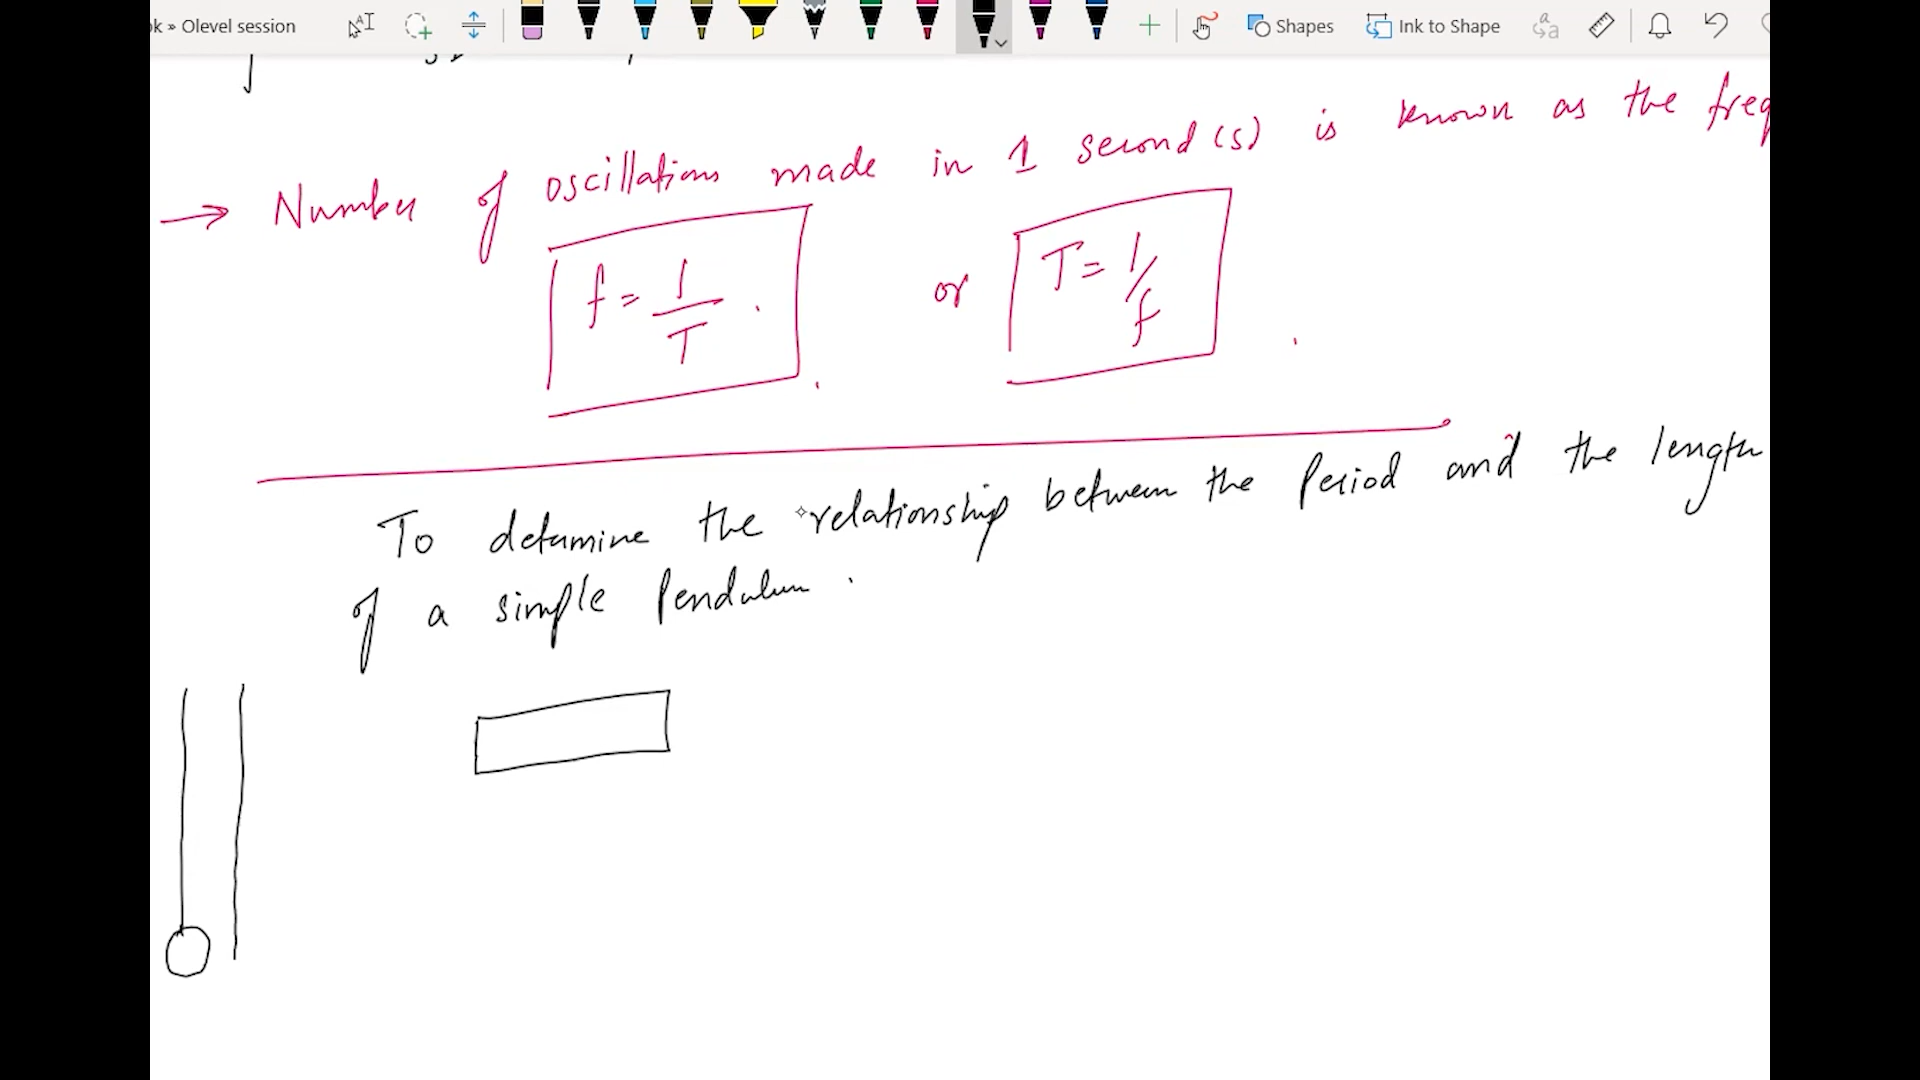 ok » Olevel session
Shapes
Ink to Shape
→ Number of oscillations made in 1 second(s) is known as the freq
f = 1/T . or T = 1/f .
To determine the relationship between the Period and the length
of a simple Pendulum .